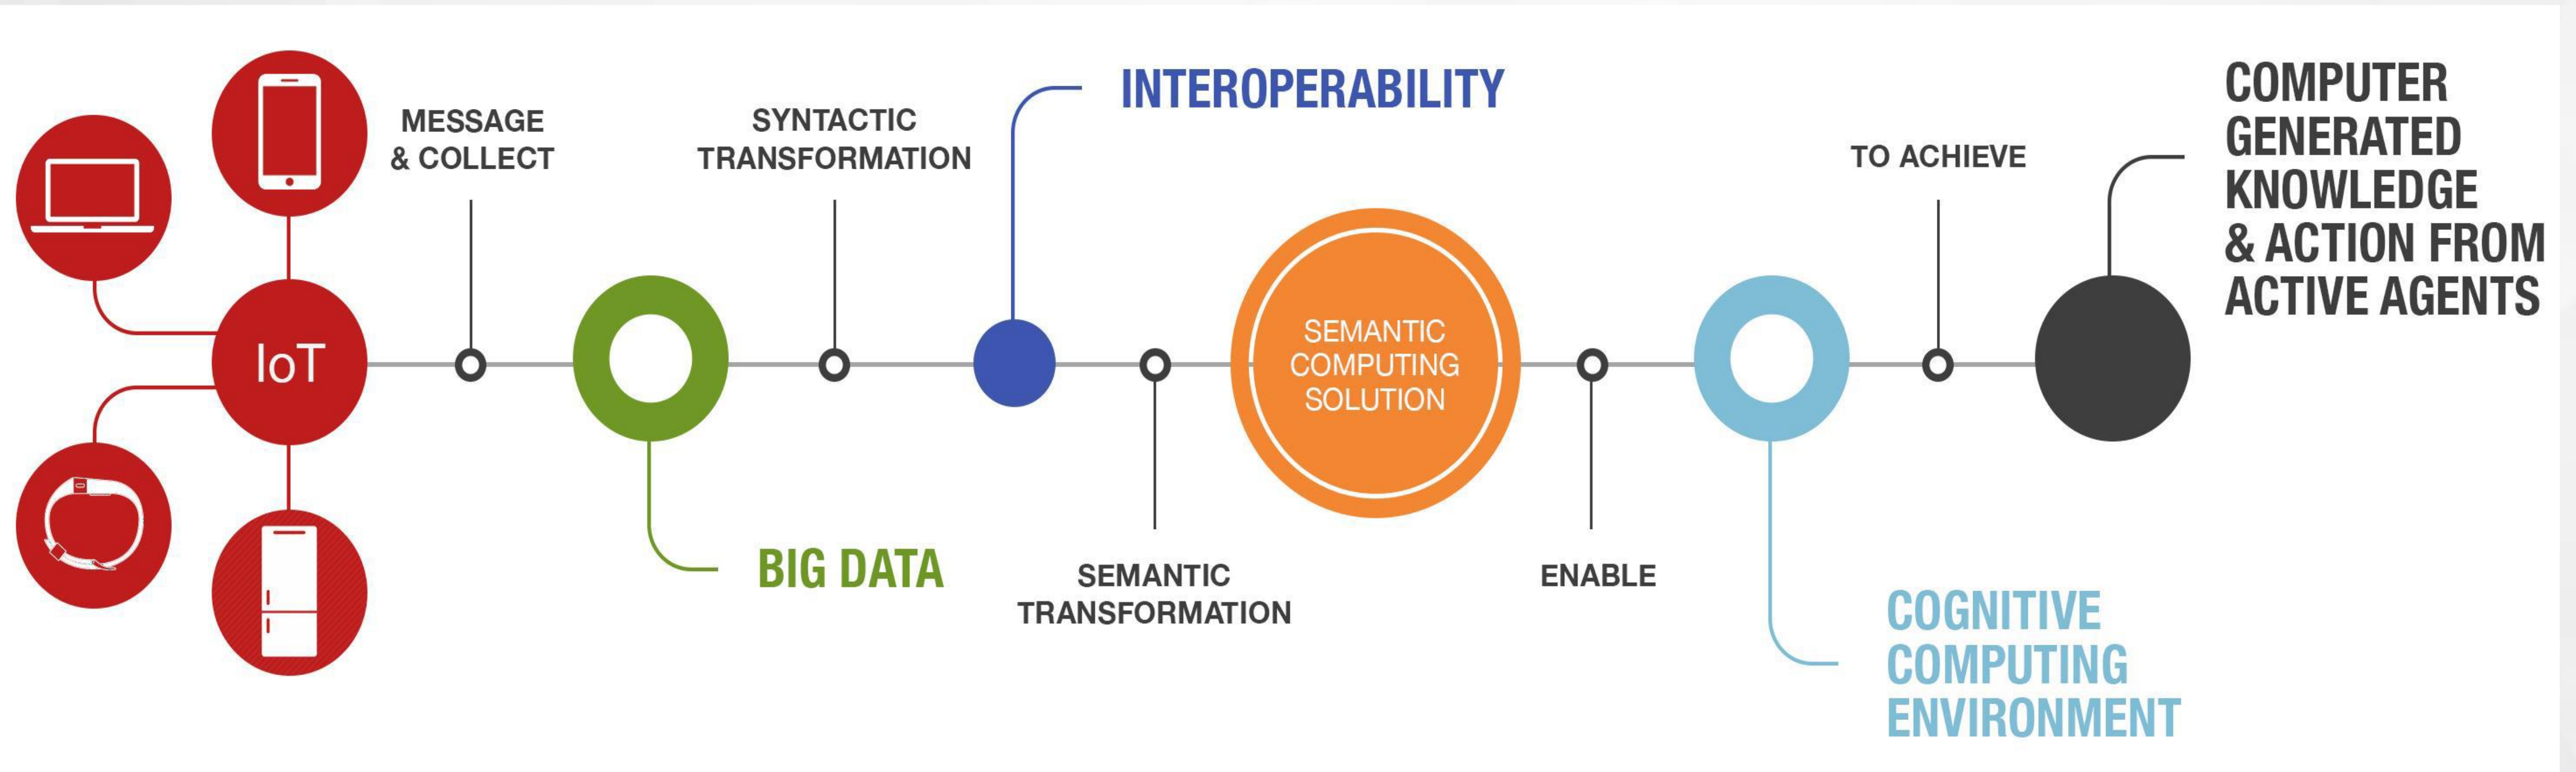 IoT
MESSAGE
& COLLECT
BIG DATA
SYNTACTIC
TRANSFORMATION
INTEROPERABILITY
SEMANTIC
TRANSFORMATION
SEMANTIC
COMPUTING
SOLUTION
ENABLE
COGNITIVE
COMPUTING
ENVIRONMENT
TO ACHIEVE
COMPUTER
GENERATED
KNOWLEDGE
& ACTION FROM
ACTIVE AGENTS